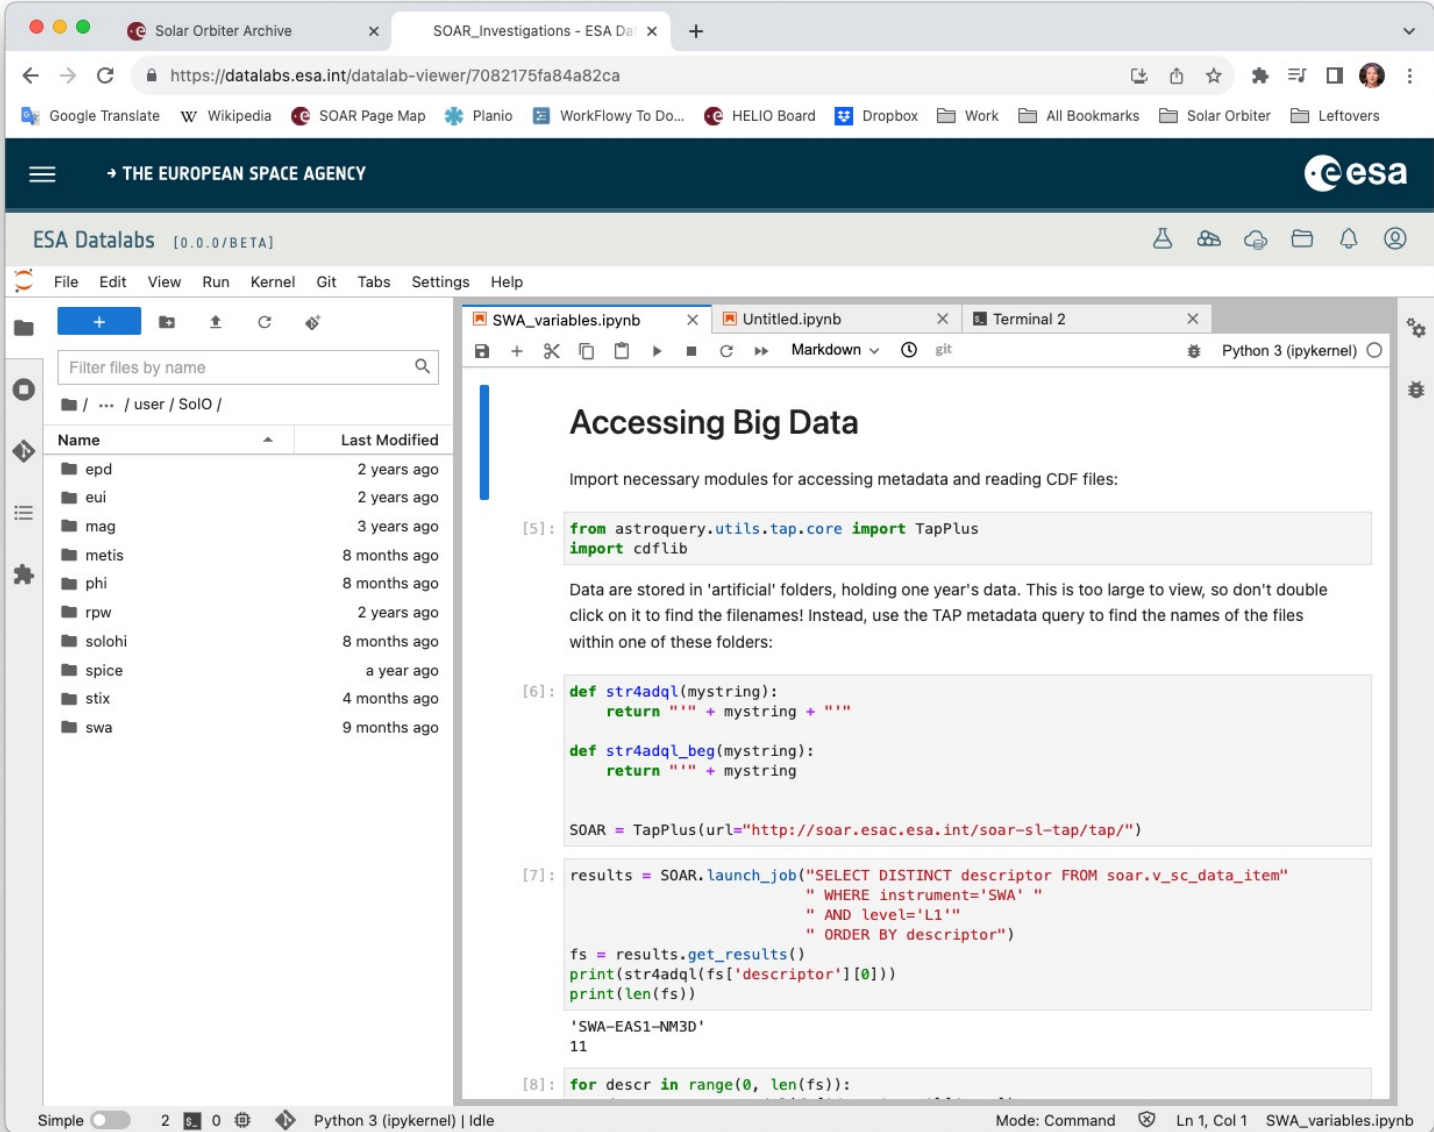 Solar Orbiter Archive
SOAR_Investigations - ESA Da
https://datalabs.esa.int/datalab-viewer/7082175fa84a82ca
Google Translate W Wikipedia SOAR Page Map Planio WorkFlowy To Do... HELIO Board Dropbox Work All Bookmarks Solar Orbiter Leftovers
→ THE EUROPEAN SPACE AGENCY
esa
ESA Datalabs [0.0.0/BETA]
File Edit View Run Kernel Git Tabs Settings Help
Filter files by name
/ ··· / user / SolO /
Name Last Modified
epd 2 years ago
eui 2 years ago
mag 3 years ago
metis 8 months ago
phi 8 months ago
rpw 2 years ago
solohi 8 months ago
spice a year ago
stix 4 months ago
swa 9 months ago
SWA_variables.ipynb
Untitled.ipynb
Terminal 2
Markdown git Python 3 (ipykernel)
Accessing Big Data
Import necessary modules for accessing metadata and reading CDF files:
[5]: from astroquery.utils.tap.core import TapPlus
import cdflib
Data are stored in 'artificial' folders, holding one year's data. This is too large to view, so don't double
click on it to find the filenames! Instead, use the TAP metadata query to find the names of the files
within one of these folders:
[6]: def str4adql(mystring):
return "'" + mystring + "'"
def str4adql_beg(mystring):
return "'" + mystring
SOAR = TapPlus(url="http://soar.esac.esa.int/soar-sl-tap/tap/")
[7]: results = SOAR.launch_job("SELECT DISTINCT descriptor FROM soar.v_sc_data_item"
" WHERE instrument='SWA' "
" AND level='L1'"
" ORDER BY descriptor")
fs = results.get_results()
print(str4adql(fs['descriptor'][0]))
print(len(fs))
'SWA-EAS1-NM3D'
11
[8]: for descr in range(0, len(fs)):
Simple 2 0 Python 3 (ipykernel) | Idle Mode: Command Ln 1, Col 1 SWA_variables.ipynb